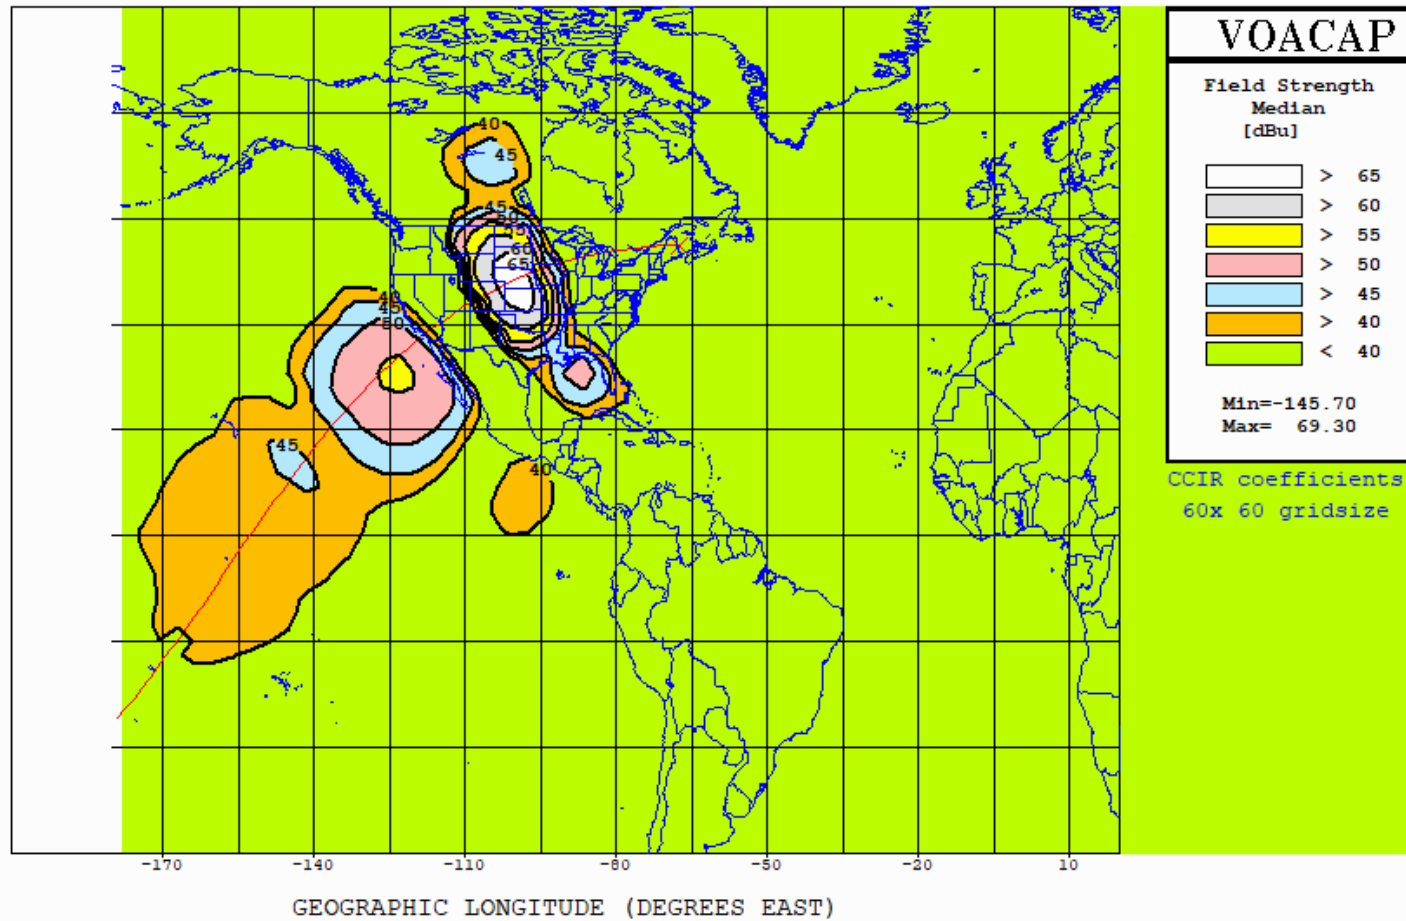 VOACAP
Field Strength
Median
[dBu]
> 65
> 60
> 55
> 50
> 45
> 40
< 40
Min=-145.70
Max= 69.30
CCIR coefficients
60x 60 gridsize
40
45
45
50
55
60
65
40
45
50
45
40
-170 -140 -110 -80 -50 -20 10
GEOGRAPHIC LONGITUDE (DEGREES EAST)